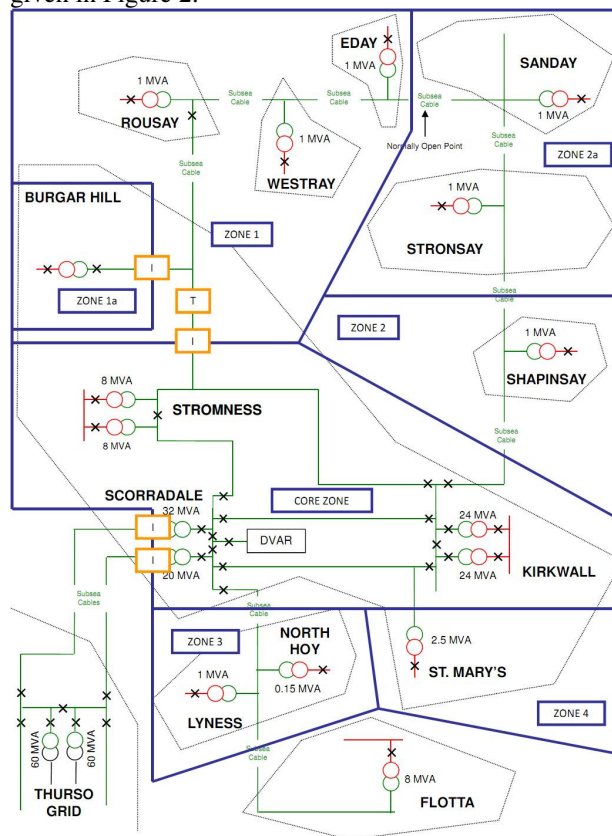 given in Figure 2.
EDAY
1 MVA
SANDAY
1 MVA
Subsea
Cable
Subsea
Cable
Subsea
Cable
ROUSAY
1 MVA
1 MVA
Subsea
Cable
Normally Open Point
Subsea
Cable
WESTRAY
ZONE 2a
BURGAR HILL
1 MVA
ZONE 1
STRONSAY
I
ZONE 1a
T
Subsea
Cable
I
ZONE 2
1 MVA
8 MVA
SHAPINSAY
STROMNESS
Subsea
Cable
8 MVA
SCORRADALE
CORE ZONE
32 MVA
24 MVA
I
DVAR
I
20 MVA
24 MVA
KIRKWALL
Subsea
Cables
Subsea
Cable
ZONE 3
NORTH
HOY
2.5 MVA
1 MVA
0.15 MVA
ST. MARY'S
LYNESS
ZONE 4
60 MVA
60 MVA
8 MVA
THURSO
GRID
FLOTTA